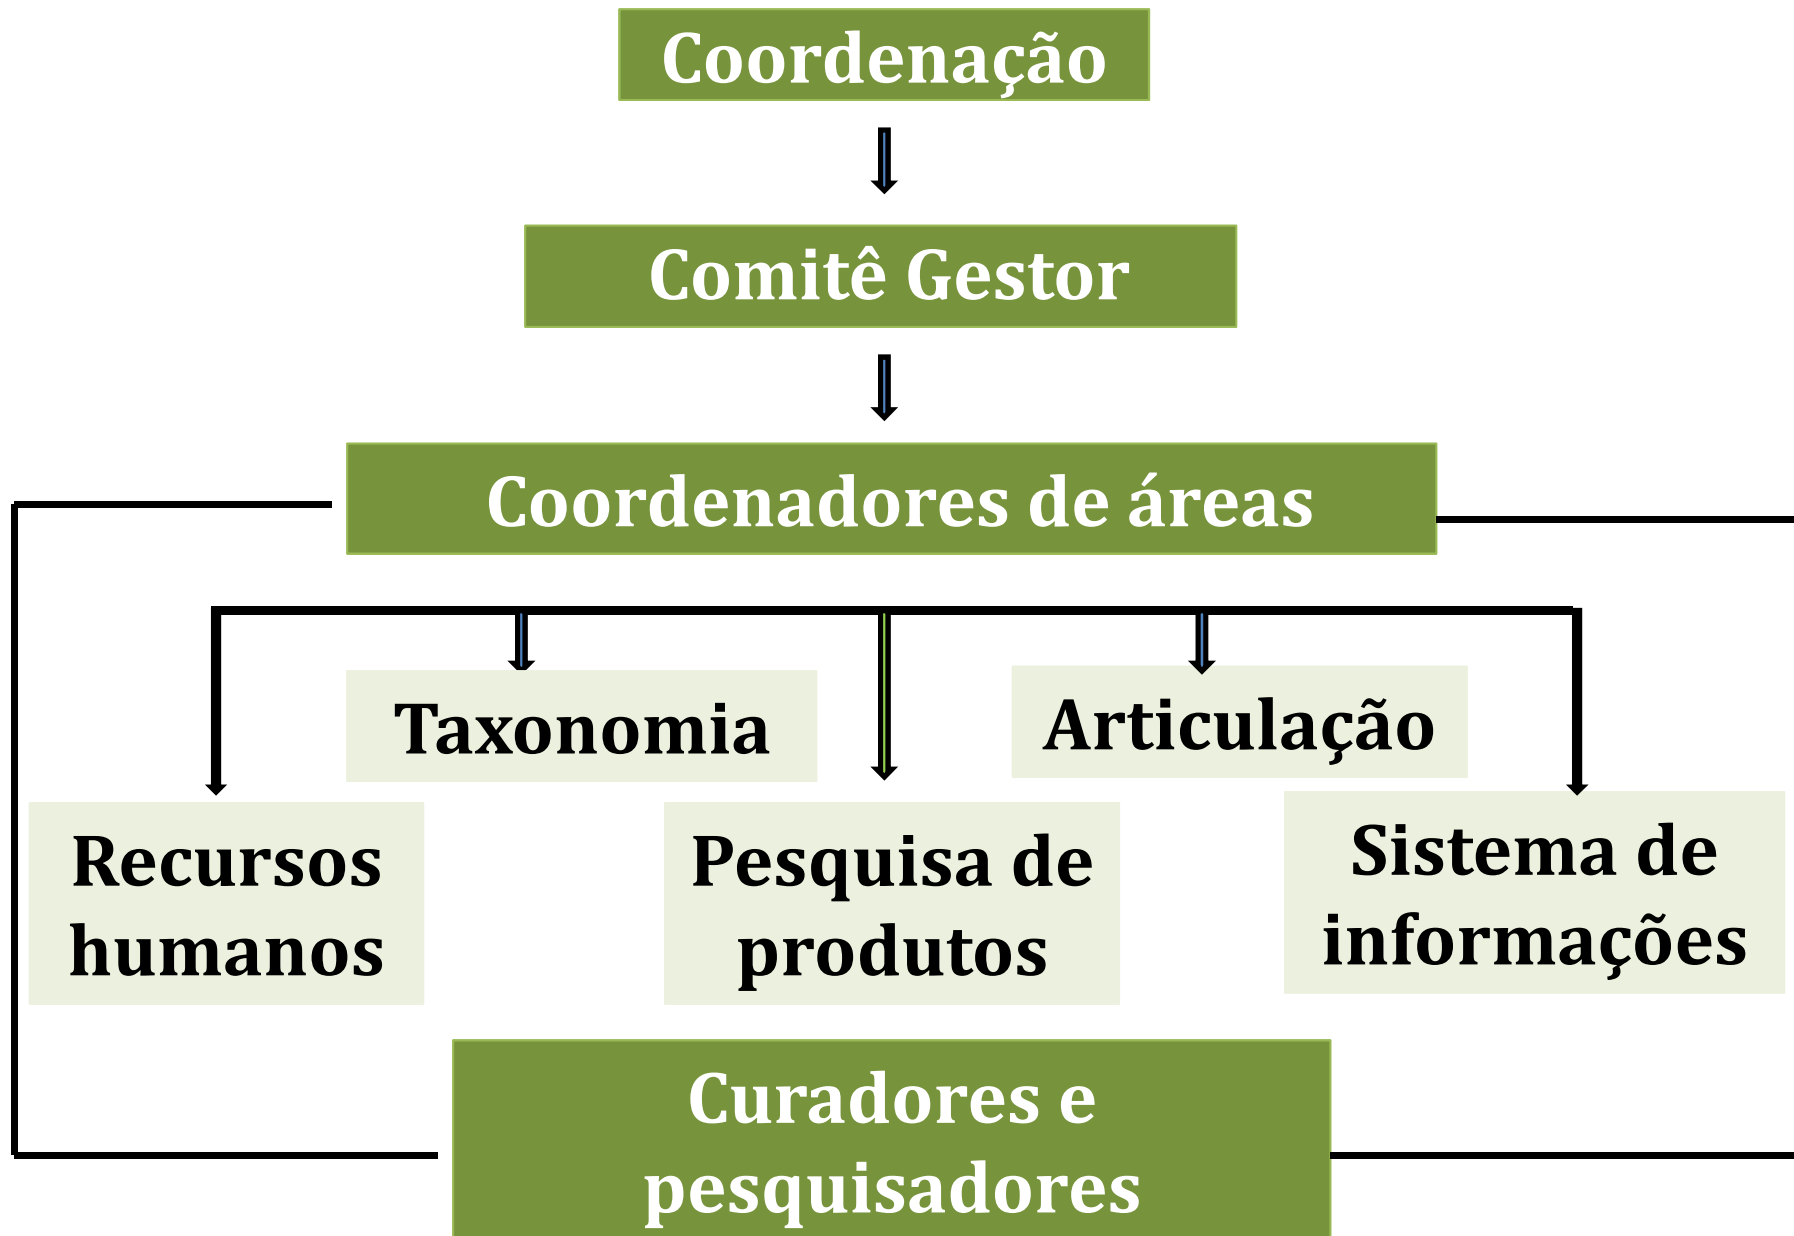 Coordenação
Comitê Gestor
Coordenadores de áreas
Taxonomia
Articulação
Recursos
humanos
Pesquisa de
produtos
Sistema de
informações
Curadores e
pesquisadores